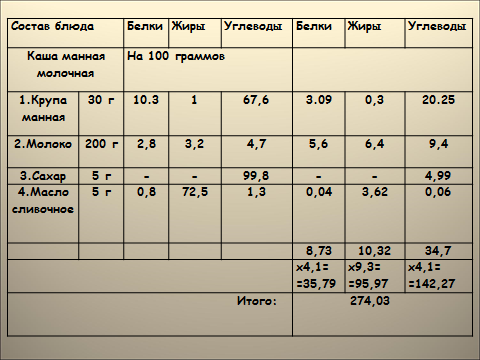 Состав блюда Белки Жиры Углеводы Белки Жиры Углеводы
Каша манная На 100 граммов
молочная
1.Крупа 30 г 10.3 1 67,6 3.09 0,3 20.25
манная
2.Молоко 200 г 2,8 3,2 4,7 5,6 6,4 9,4
3.Сахар 5 г - - 99,8 - - 4,99
4.Масло 5 г 0,8 72,5 1,3 0,04 3,62 0,06
сливочное
8,73 10,32 34,7
х4,1= х9,3= х4,1=
=35,79 =95,97 =142,27
Итого: 274,03